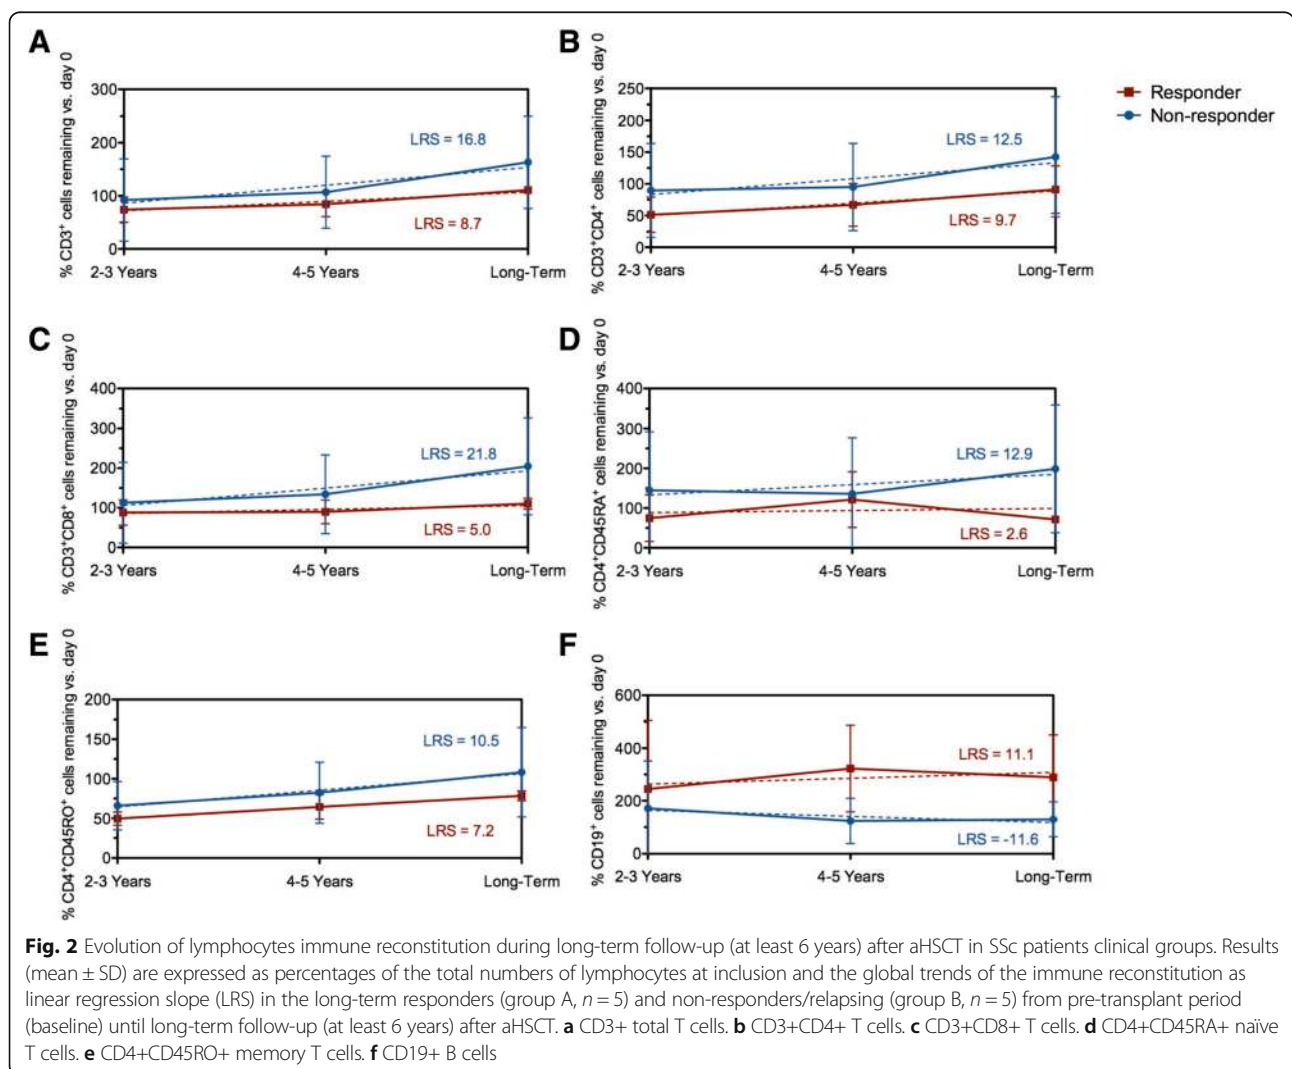 A
% CD3⁺ cells remaining vs. day 0
300
200
100
0
LRS = 16.8
LRS = 8.7
2-3 Years 4-5 Years Long-Term
B
% CD3⁺CD4⁺ cells remaining vs. day 0
250
200
150
100
50
0
LRS = 12.5
LRS = 9.7
2-3 Years 4-5 Years Long-Term
Responder
Non-responder
C
% CD3⁺CD8⁺ cells remaining vs. day 0
400
300
200
100
0
LRS = 21.8
LRS = 5.0
2-3 Years 4-5 Years Long-Term
D
% CD4⁺CD45RA⁺ cells remaining vs. day 0
400
300
200
100
0
LRS = 12.9
LRS = 2.6
2-3 Years 4-5 Years Long-Term
E
% CD4⁺CD45RO⁺ cells remaining vs. day 0
200
150
100
50
0
LRS = 10.5
LRS = 7.2
2-3 Years 4-5 Years Long-Term
F
% CD19⁺ cells remaining vs. day 0
600
400
200
0
LRS = 11.1
LRS = -11.6
2-3 Years 4-5 Years Long-Term
Fig. 2 Evolution of lymphocytes immune reconstitution during long-term follow-up (at least 6 years) after aHSCT in SSc patients clinical groups. Results
(mean ± SD) are expressed as percentages of the total numbers of lymphocytes at inclusion and the global trends of the immune reconstitution as
linear regression slope (LRS) in the long-term responders (group A, n = 5) and non-responders/relapsing (group B, n = 5) from pre-transplant period
(baseline) until long-term follow-up (at least 6 years) after aHSCT. a CD3+ total T cells. b CD3+CD4+ T cells. c CD3+CD8+ T cells. d CD4+CD45RA+ naïve
T cells. e CD4+CD45RO+ memory T cells. f CD19+ B cells